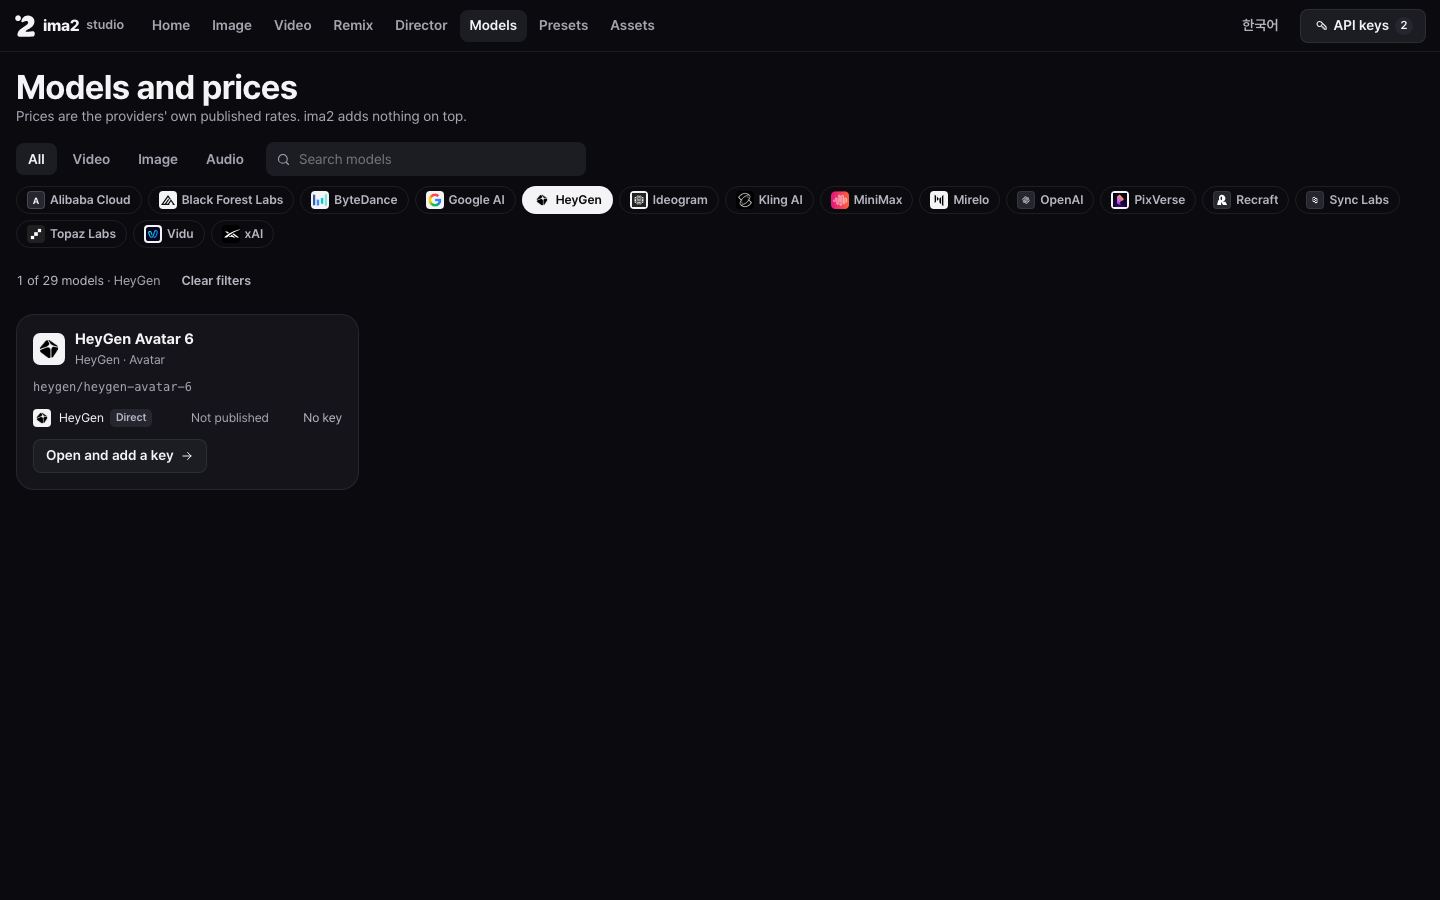 ima2 studio Home Image Video Remix Director Models Presets Assets 한국어 API keys 2
Models and prices
Prices are the providers' own published rates. ima2 adds nothing on top.
All Video Image Audio Search models
Alibaba Cloud Black Forest Labs ByteDance Google AI HeyGen Ideogram Kling AI MiniMax Mirelo OpenAI PixVerse Recraft Sync Labs
Topaz Labs Vidu xAI
1 of 29 models · HeyGen Clear filters
HeyGen Avatar 6
HeyGen · Avatar
heygen/heygen-avatar-6
HeyGen Direct Not published No key
Open and add a key →